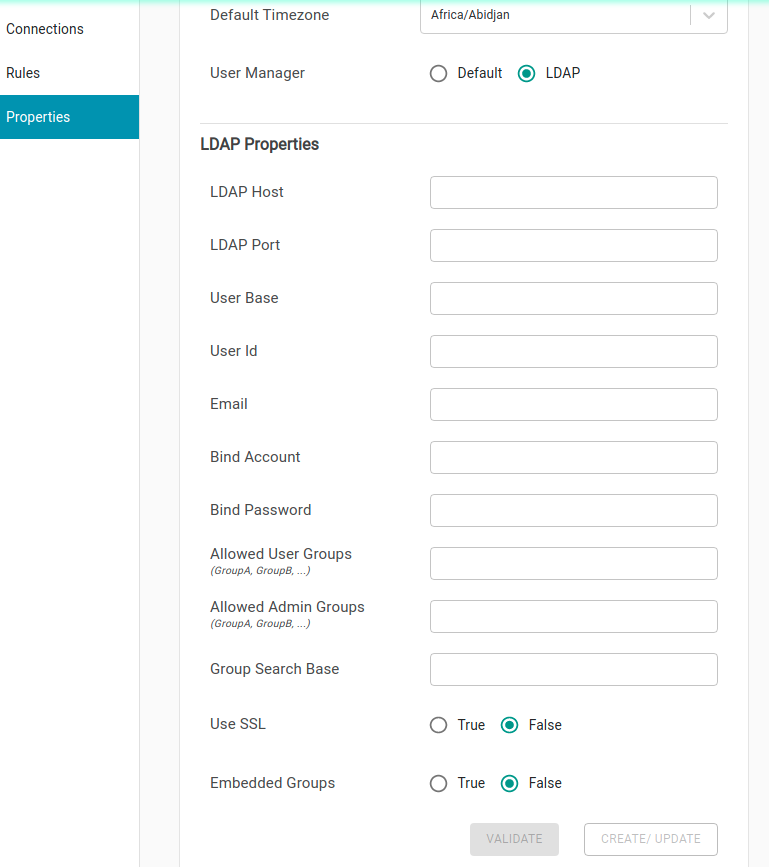 Connections
Rules
Properties
Default Timezone
Africa/Abidjan
User Manager
Default
LDAP
LDAP Properties
LDAP Host
LDAP Port
User Base
User Id
Email
Bind Account
Bind Password
Allowed User Groups
(GroupA, GroupB, ...)
Allowed Admin Groups
(GroupA, GroupB, ...)
Group Search Base
Use SSL
True
False
Embedded Groups
True
False
VALIDATE
CREATE/ UPDATE